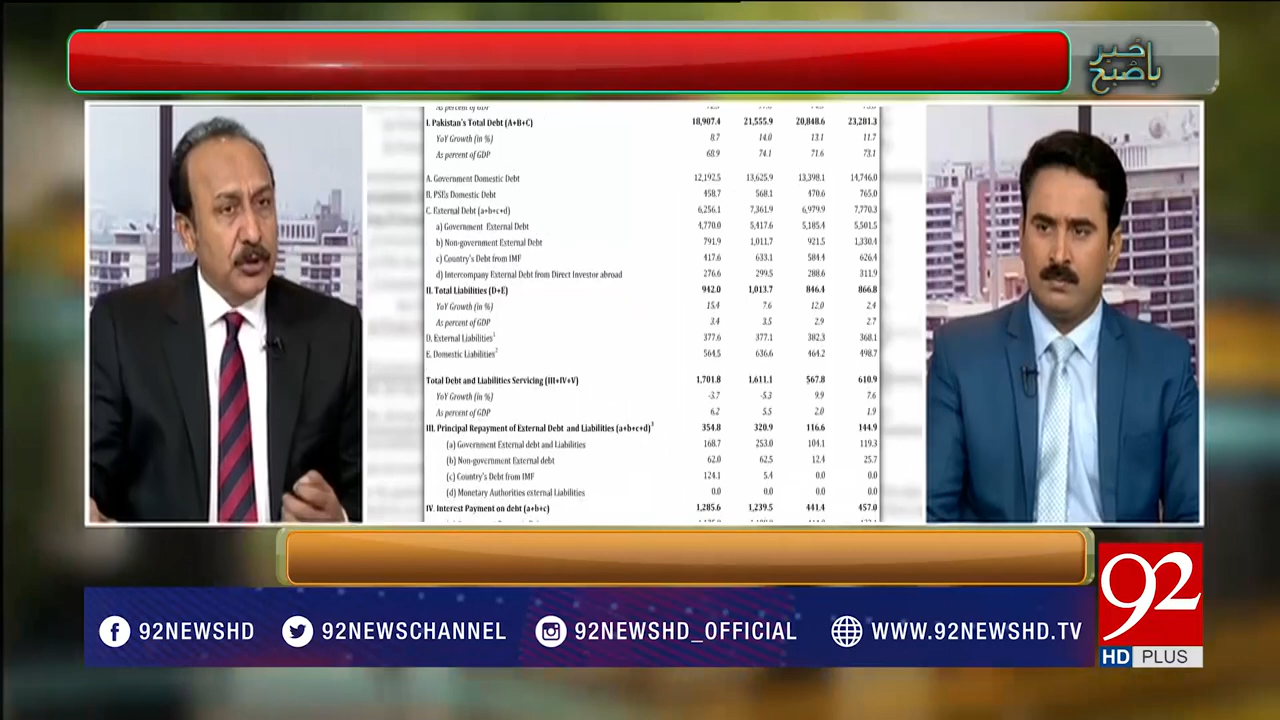 باخبر
صبح
I. Pakistan's Total Debt (A+B+C) 18,907.4 21,555.9 20,848.6 23,281.3
YoY Growth (in %) 8.7 14.0 13.1 11.7
As percent of GDP 68.9 74.1 71.6 73.1
A. Government Domestic Debt 12,192.5 13,625.9 13,398.1 14,746.0
B. PSEs Domestic Debt 458.7 568.1 470.6 765.0
C. External Debt (a+b+c+d) 6,256.1 7,361.9 6,979.9 7,770.3
a) Government External Debt 4,770.0 5,417.6 5,185.4 5,501.5
b) Non-government External Debt 791.9 1,011.7 921.5 1,330.4
c) Country's Debt from IMF 417.6 633.1 584.4 626.4
d) Intercompany External Debt from Direct Investor abroad 276.6 299.5 288.6 311.9
II. Total Liabilities (D+E) 942.0 1,013.7 846.4 866.8
YoY Growth (in %) 15.4 7.6 12.0 2.4
As percent of GDP 3.4 3.5 2.9 2.7
D. External Liabilities¹ 377.6 377.1 382.3 368.1
E. Domestic Liabilities² 564.5 636.6 464.2 498.7
Total Debt and Liabilities Servicing (III+IV+V) 1,701.8 1,611.1 567.8 610.9
YoY Growth (in %) -3.7 -5.3 9.9 7.6
As percent of GDP 6.2 5.5 2.0 1.9
III. Principal Repayment of External Debt and Liabilities (a+b+c+d)³ 354.8 320.9 116.6 144.9
(a) Government External debt and Liabilities 168.7 253.0 104.1 119.3
(b) Non-government External debt 62.0 62.5 12.4 25.7
(c) Country's Debt from IMF 124.1 5.4 0.0 0.0
(d) Monetary Authorities external Liabilities 0.0 0.0 0.0 0.0
IV. Interest Payment on debt (a+b+c) 1,285.6 1,239.5 441.4 457.0
92NEWSHD 92NEWSCHANNEL 92NEWSHD_OFFICIAL WWW.92NEWSHD.TV
92
HD PLUS